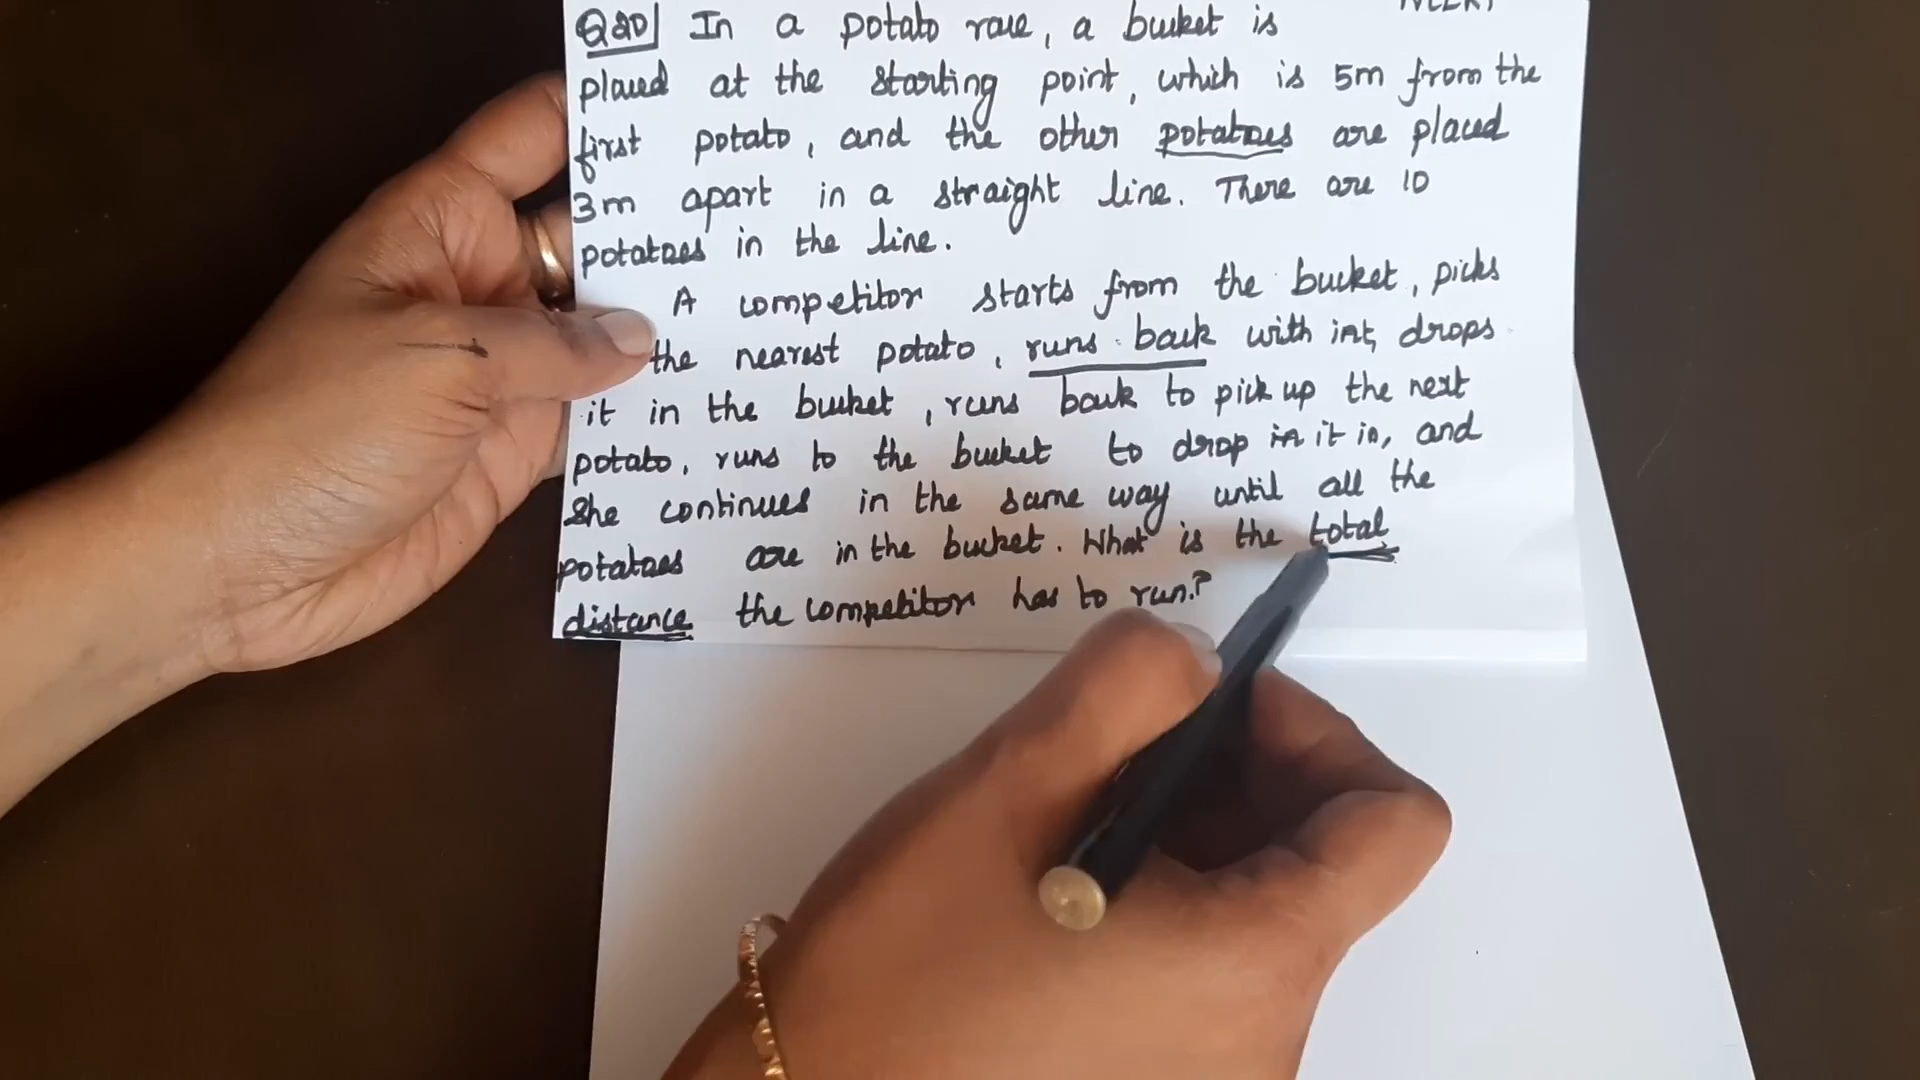 Q20] In a potato race, a bucket is
placed at the starting point, which is 5m from the
first potato, and the other potatoes are placed
3m apart in a straight line. There are 10
potatoes in the line.
A competitor starts from the bucket, picks
the nearest potato, runs back with it, drops
it in the bucket, runs back to pick up the next
potato, runs to the bucket to drop it in, and
she continues in the same way until all the
potatoes are in the bucket. What is the total
distance the competitor has to run?